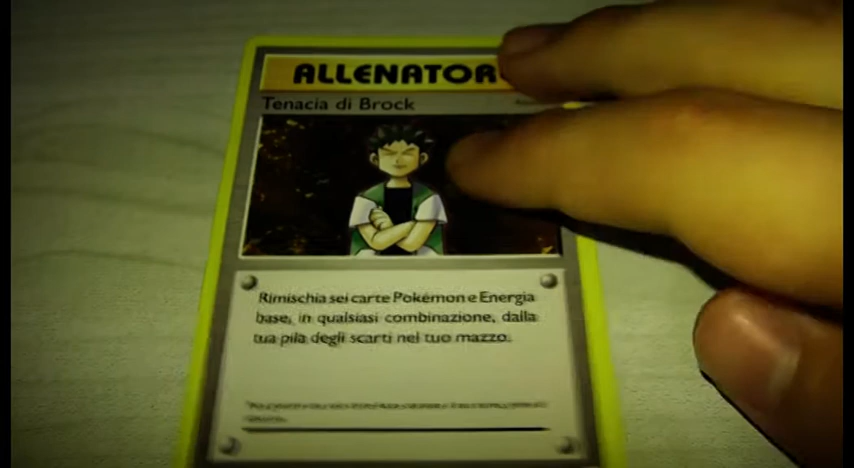 ALLENATOR
Tenacia di Brock
Rimischia sei carte Pokémon e Energia
base, in qualsiasi combinazione, dalla
tua pila degli scarti nel tuo mazzo.